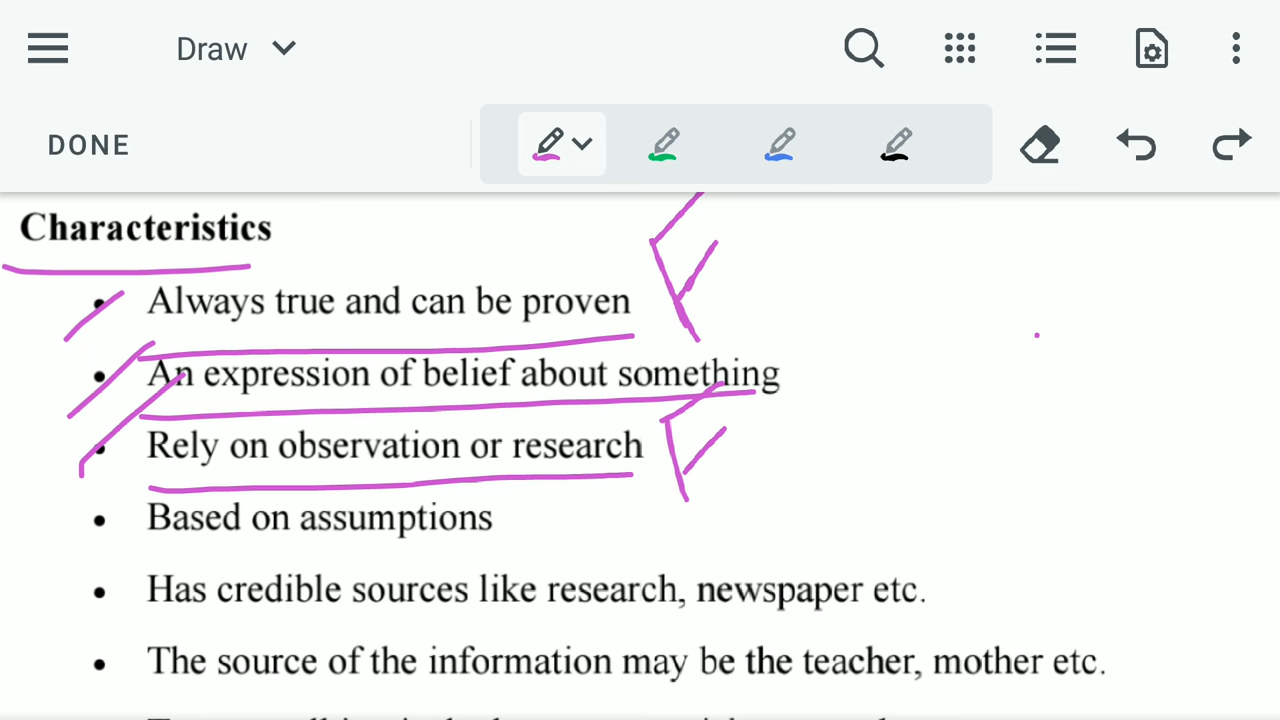 Draw
DONE
Characteristics
• Always true and can be proven F
• An expression of belief about something
• Rely on observation or research F
• Based on assumptions
• Has credible sources like research, newspaper etc.
• The source of the information may be the teacher, mother etc.